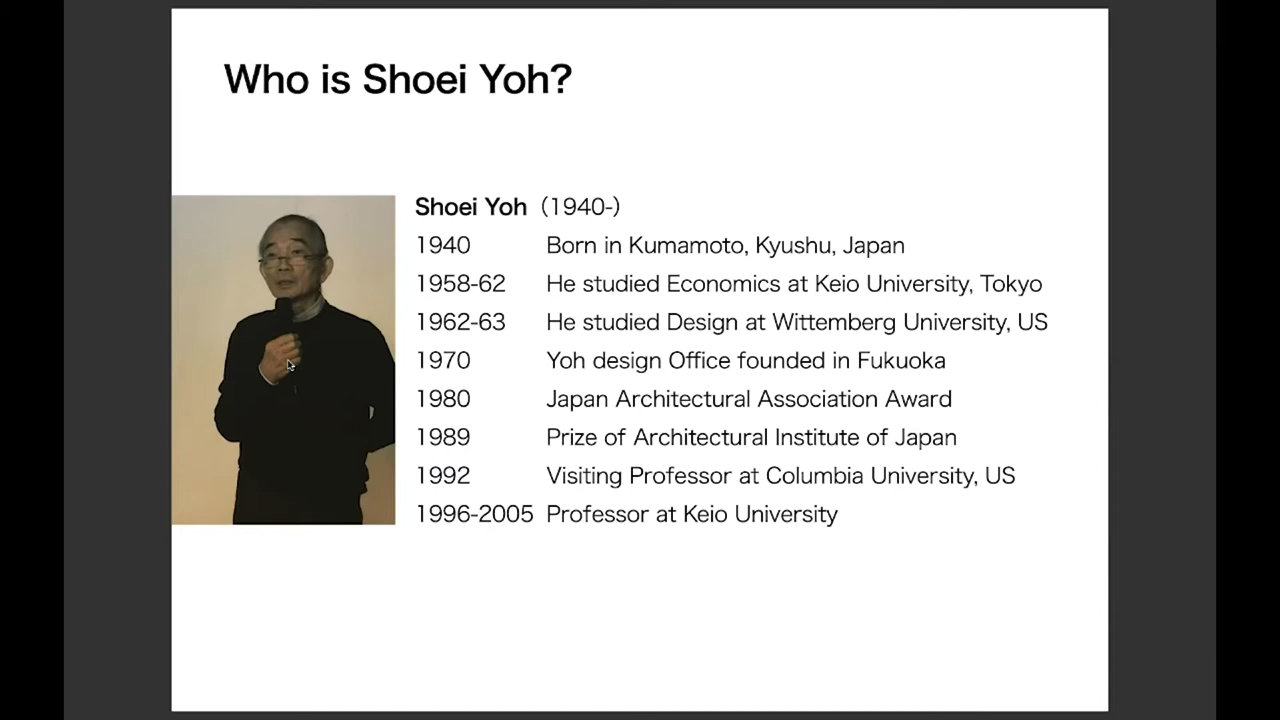 Who is Shoei Yoh?
Shoei Yoh（1940-）
1940 Born in Kumamoto, Kyushu, Japan
1958-62 He studied Economics at Keio University, Tokyo
1962-63 He studied Design at Wittemberg University, US
1970 Yoh design Office founded in Fukuoka
1980 Japan Architectural Association Award
1989 Prize of Architectural Institute of Japan
1992 Visiting Professor at Columbia University, US
1996-2005 Professor at Keio University